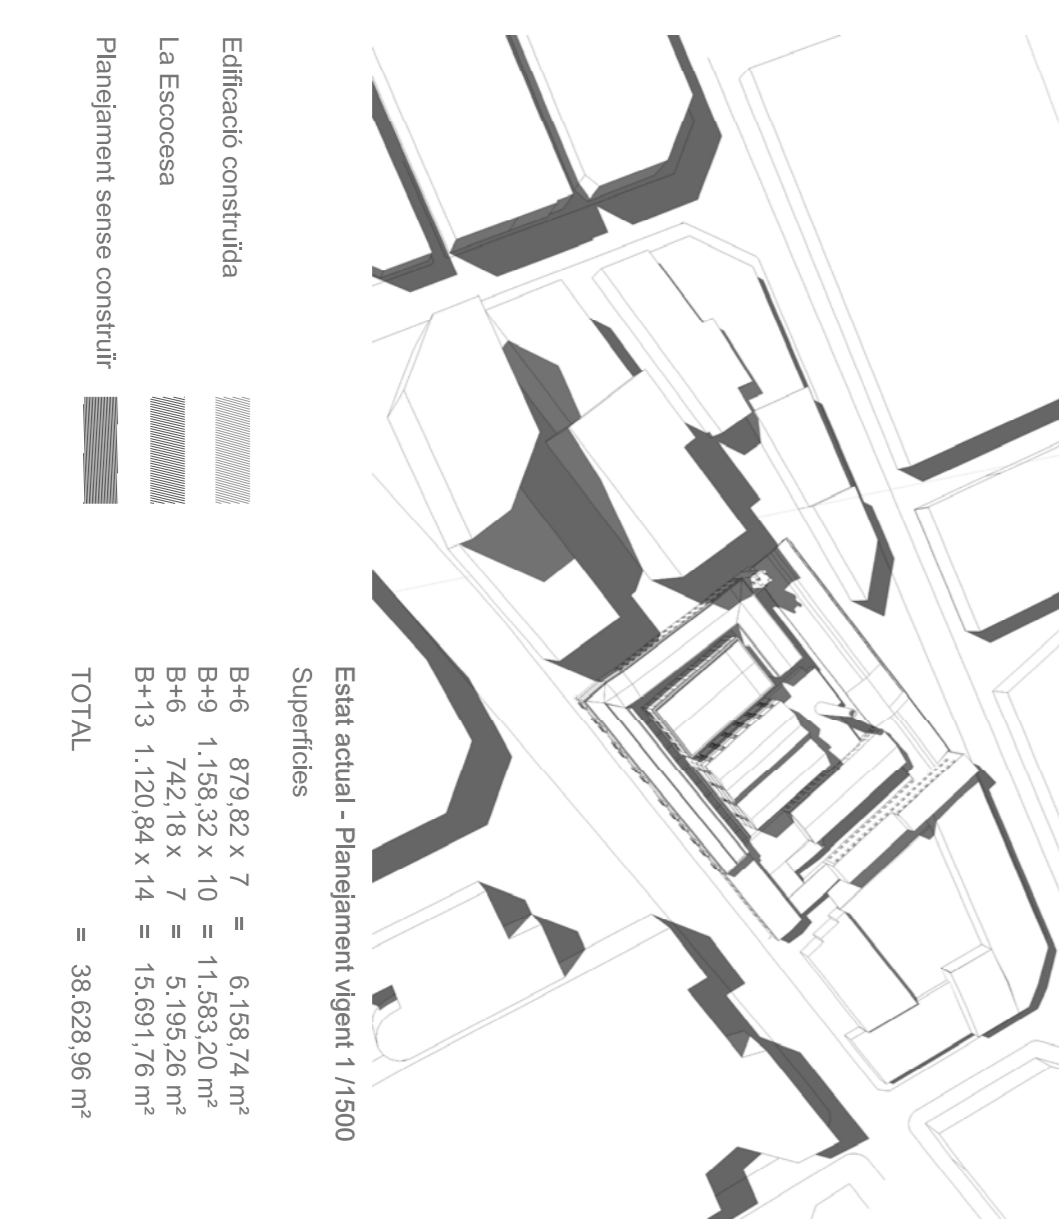 Estat actual - Planejament vigent 1 /1500
Superfícies
B+6 879,82 x 7 = 6.158,74 m²
B+9 1.158,32 x 10 = 11.583,20 m²
B+6 742,18 x 7 = 5.195,26 m²
B+13 1.120,84 x 14 = 15.691,76 m²
TOTAL = 38.628,96 m²
Edificació construïda
La Escocesa
Planejament sense construïr